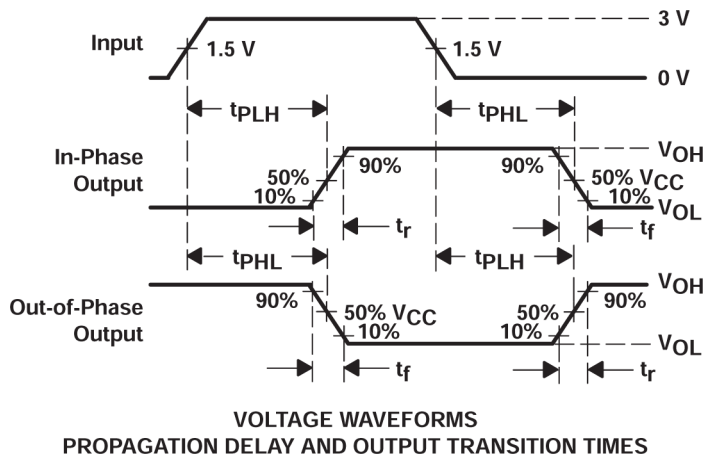 Input
1.5 V
1.5 V
3 V
0 V
tPLH
tPHL
In-Phase
Output
50%
10%
90%
90%
50% VCC
10%
VOH
VOL
tr
tf
tPHL
tPLH
Out-of-Phase
Output
90%
50% VCC
10%
50%
10%
90%
VOH
VOL
tf
tr
VOLTAGE WAVEFORMS
PROPAGATION DELAY AND OUTPUT TRANSITION TIMES